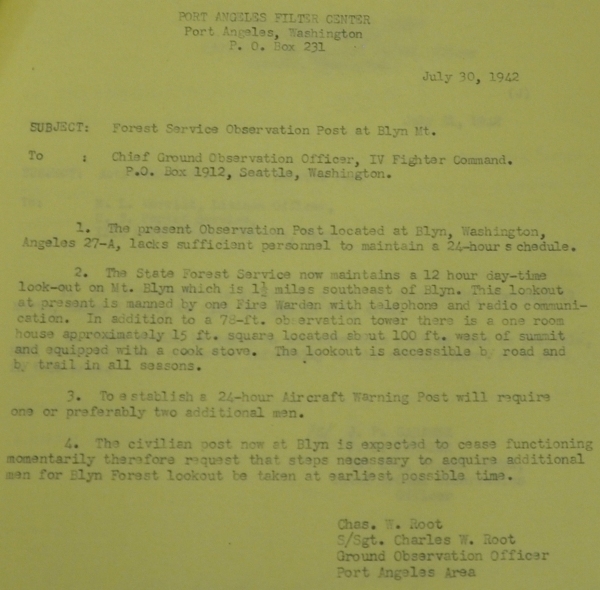 PORT ANGELES FILTER CENTER
Port Angeles, Washington
P. O. Box 231
July 30, 1942
SUBJECT: Forest Service Observation Post at Blyn Mt.
To : Chief Ground Observation Officer, IV Fighter Command.
P.O. Box 1912, Seattle, Washington.
1. The present Observation Post located at Blyn, Washington,
Angeles 27-A, lacks sufficient personnel to maintain a 24-hour s chedule.
2. The State Forest Service now maintains a 12 hour day-time
look-out on Mt. Blyn which is 1½ miles southeast of Blyn. This lookout
at present is manned by one Fire Warden with telephone and radio communi-
cation. In addition to a 78-ft. observation tower there is a one room
house approximately 15 ft. square located about 100 ft. west of summit
and equipped with a cook stove. The lookout is accessible by road and
by trail in all seasons.
3. To e stablish a 24-hour Aircraft Warning Post will require
one or preferably two additional men.
4. The civilian post now at Blyn is expected to cease functioning
momentarily therefore request that steps necessary to acquire additional
men for Blyn Forest lookout be taken at earliest possible time.
Chas. W. Root
S/Sgt. Charles W. Root
Ground Observation Officer
Port Angeles Area